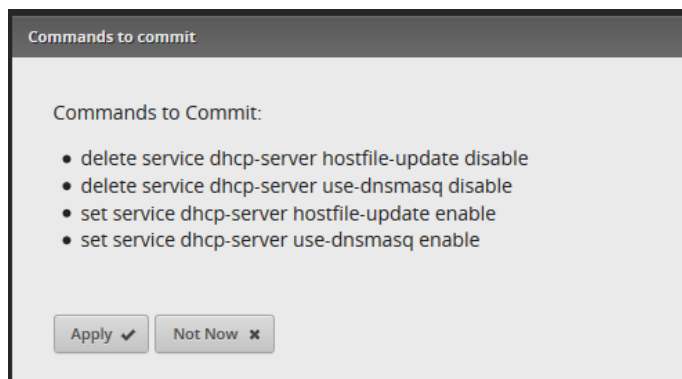 Commands to commit
Commands to Commit:
• delete service dhcp-server hostfile-update disable
• delete service dhcp-server use-dnsmasq disable
• set service dhcp-server hostfile-update enable
• set service dhcp-server use-dnsmasq enable
Apply ✔ Not Now ✖